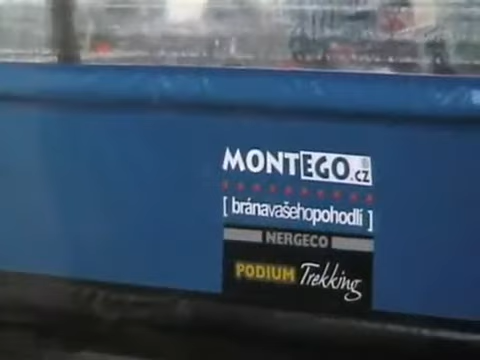 MONTEGO.cz®
[ bránavašehopohodlí ]
NERGECO
PODIUM Trekking